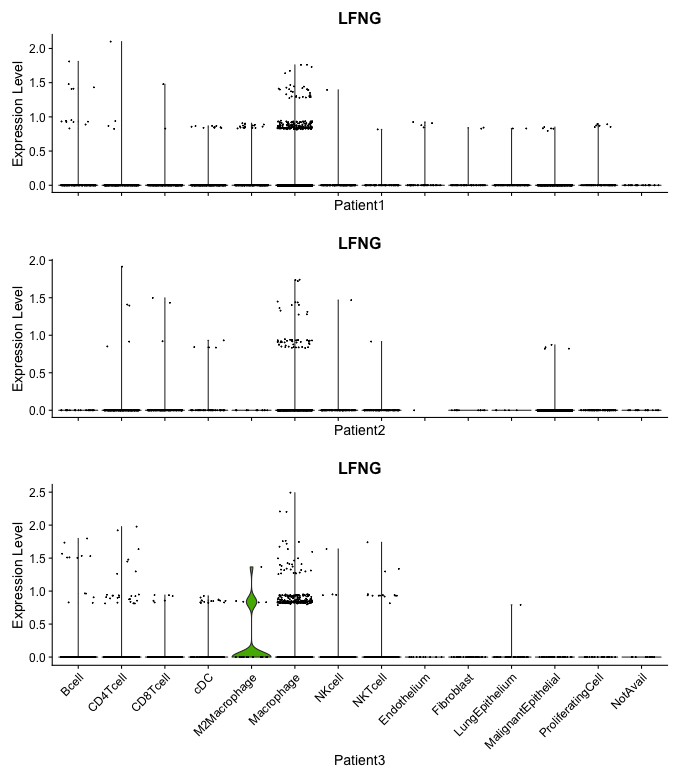 LFNG
Expression Level
2.0
1.5
1.0
0.5
0.0
Patient1
LFNG
Expression Level
2.0
1.5
1.0
0.5
0.0
Patient2
LFNG
Expression Level
2.5
2.0
1.5
1.0
0.5
0.0
Bcell
CD4Tcell
CD8Tcell
cDC
M2Macrophage
Macrophage
NKcell
NKTcell
Endothelium
Fibroblast
LungEpithelium
MalignantEpithelial
ProliferatingCell
NotAvail
Patient3